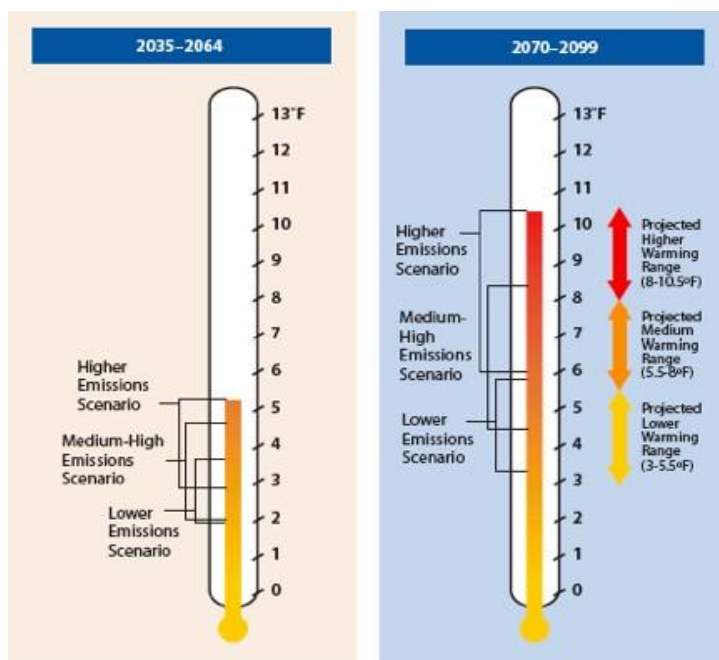 2035–2064
13°F
12
11
10
9
8
7
6
5
4
3
2
1
0
Higher
Emissions
Scenario
Medium-High
Emissions
Scenario
Lower
Emissions
Scenario
2070–2099
13°F
12
11
10
9
8
7
6
5
4
3
2
1
0
Higher
Emissions
Scenario
Medium-
High
Emissions
Scenario
Lower
Emissions
Scenario
Projected
Higher
Warming
Range
(8-10.5ºF)
Projected
Medium
Warming
Range
(5.5-8ºF)
Projected
Lower
Warming
Range
(3-5.5ºF)